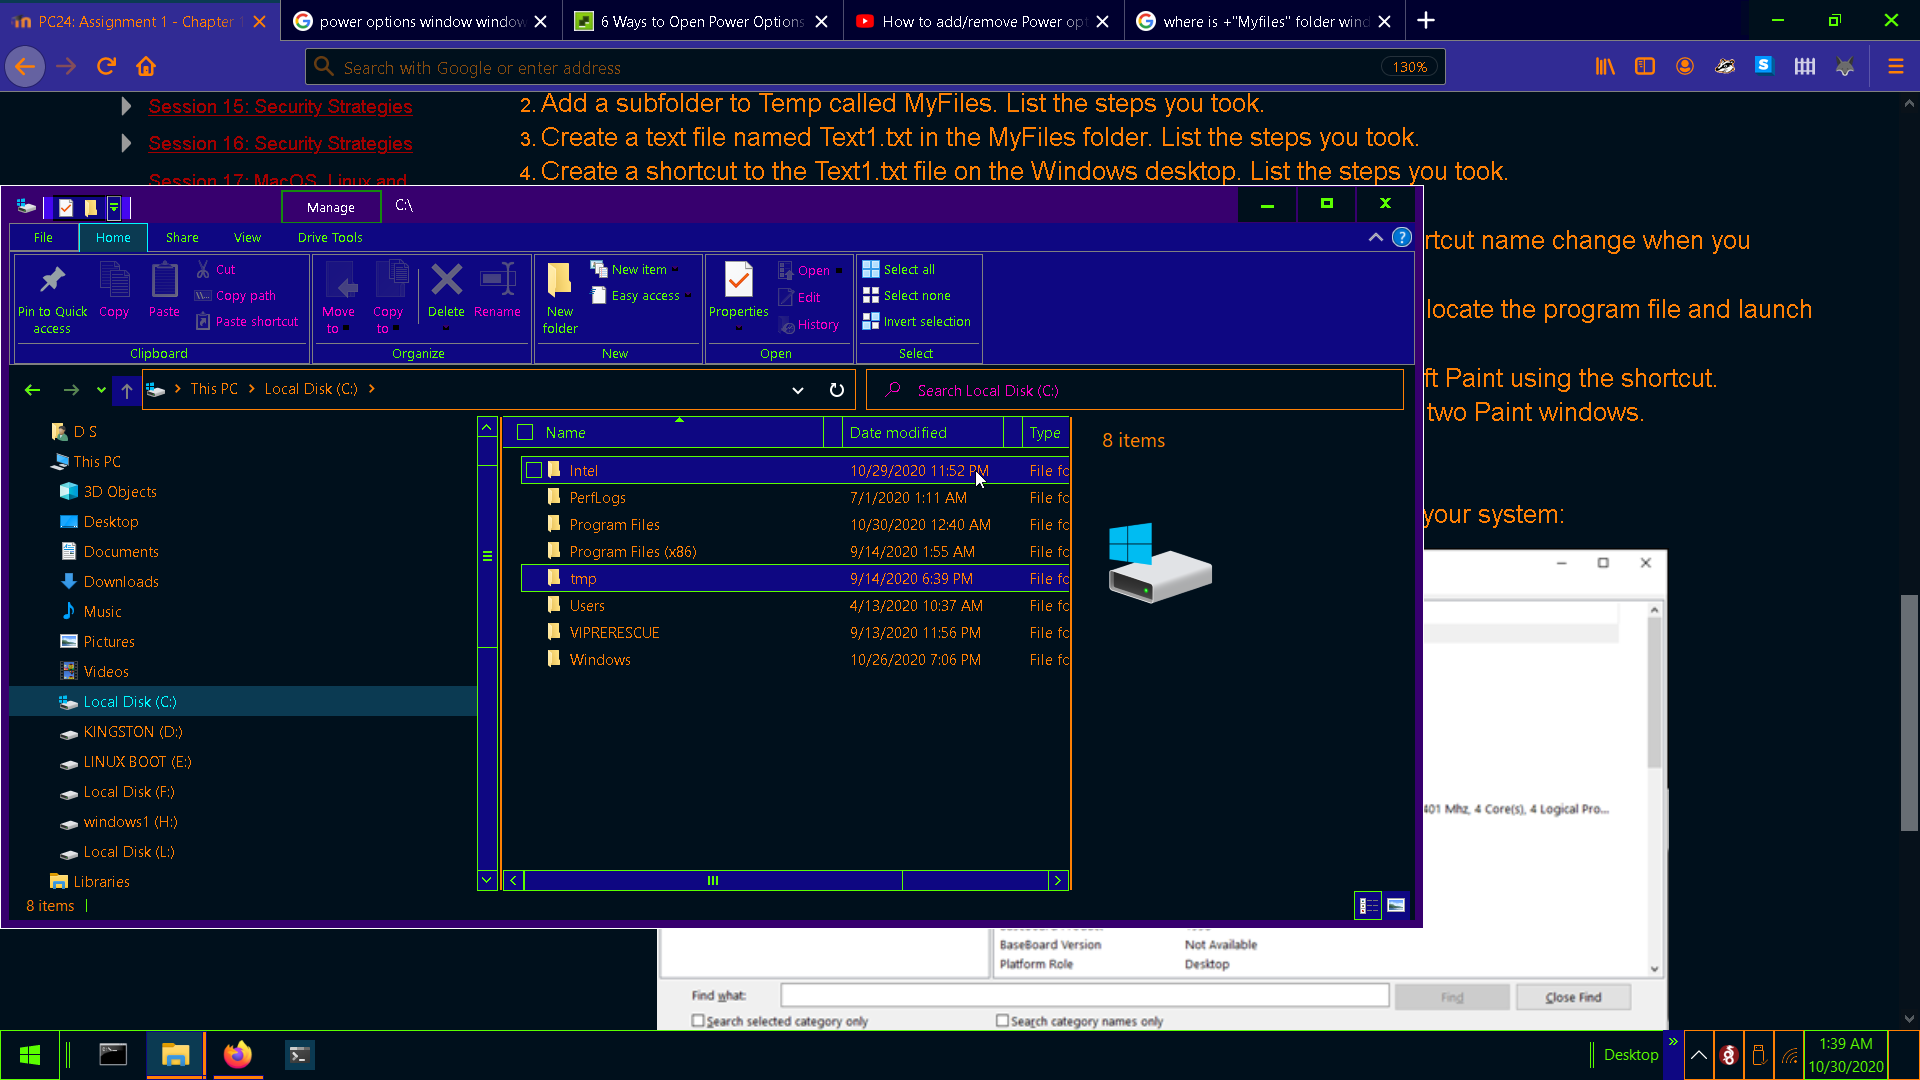 PC24: Assignment 1 - Chapter 1
power options window window
6 Ways to Open Power Options
How to add/remove Power op
where is +"Myfiles" folder wind
Search with Google or enter address
130%
Session 15: Security Strategies
Session 16: Security Strategies
Session 17: MacOS, Linux and
2. Add a subfolder to Temp called MyFiles. List the steps you took.
3. Create a text file named Text1.txt in the MyFiles folder. List the steps you took.
4. Create a shortcut to the Text1.txt file on the Windows desktop. List the steps you took.
rtcut name change when you
locate the program file and launch
ft Paint using the shortcut.
two Paint windows.
your system:
Manage
C:\
File
Home
Share
View
Drive Tools
Pin to Quick access
Copy
Paste
Cut
Copy path
Paste shortcut
Clipboard
Move to
Copy to
Delete
Rename
Organize
New folder
New item
Easy access
New
Properties
Open
Edit
History
Open
Select all
Select none
Invert selection
Select
This PC > Local Disk (C:) >
Search Local Disk (C:)
D S
This PC
3D Objects
Desktop
Documents
Downloads
Music
Pictures
Videos
Local Disk (C:)
KINGSTON (D:)
LINUX BOOT (E:)
Local Disk (F:)
windows1 (H:)
Local Disk (L:)
Libraries
8 items
Name Date modified Type
Intel 10/29/2020 11:52 PM File fo
PerfLogs 7/1/2020 1:11 AM File fo
Program Files 10/30/2020 12:40 AM File fo
Program Files (x86) 9/14/2020 1:55 AM File fo
tmp 9/14/2020 6:39 PM File fo
Users 4/13/2020 10:37 AM File fo
VIPRERESCUE 9/13/2020 11:56 PM File fo
Windows 10/26/2020 7:06 PM File fo
8 items
401 Mhz, 4 Core(s), 4 Logical Pro...
BaseBoard Version Not Available
Platform Role Desktop
Find what:
Find
Close Find
Search selected category only
Search category names only
Desktop
1:39 AM
10/30/2020